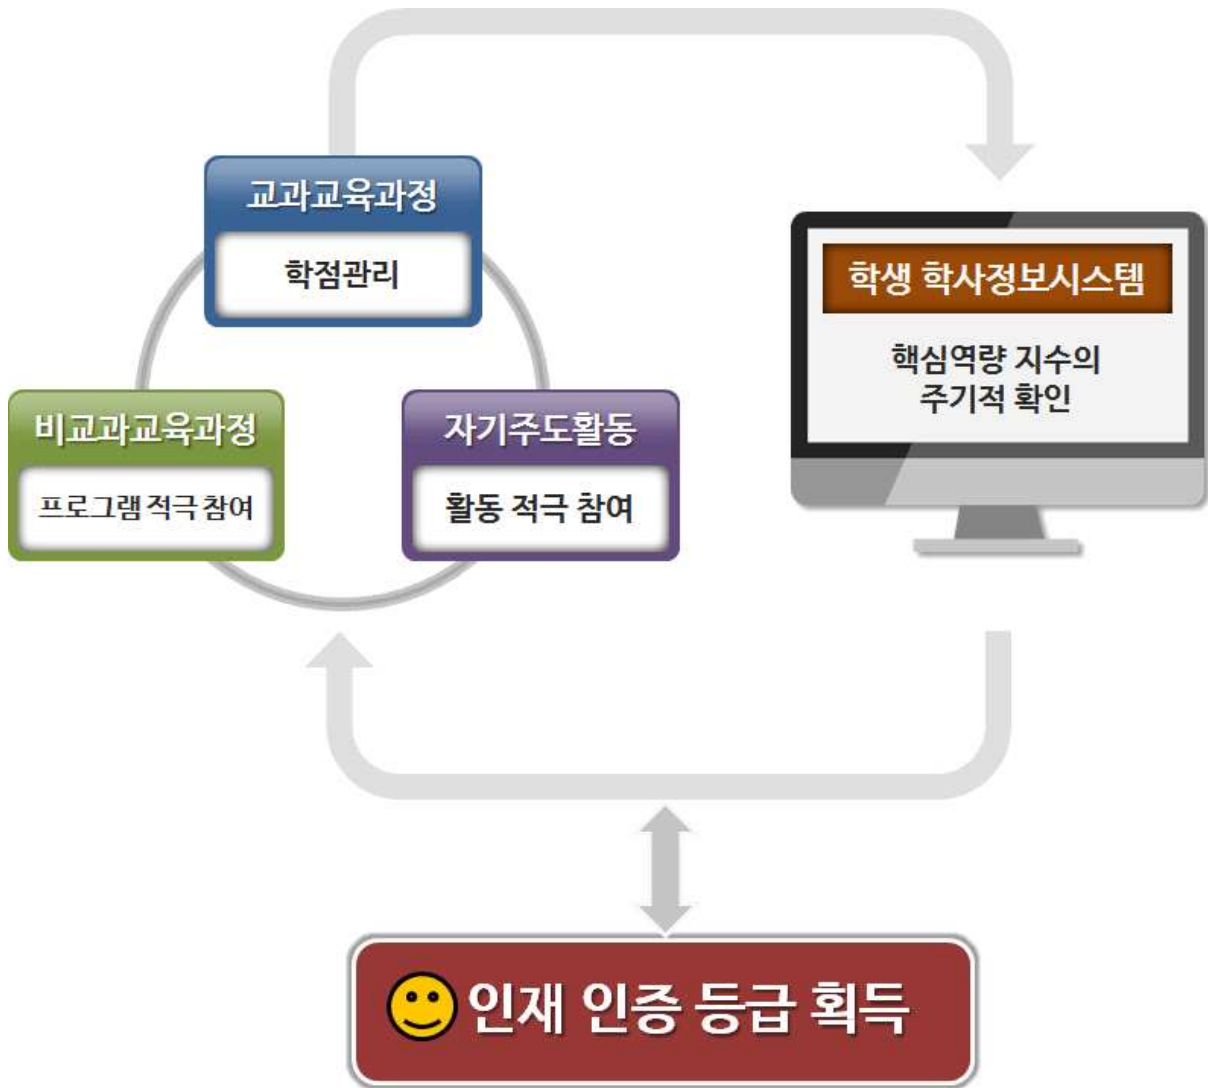 교과교육과정
학점관리
비교과교육과정
프로그램 적극 참여
자기주도활동
활동 적극 참여
학생 학사정보시스템
핵심역량 지수의
주기적 확인
인재 인증 등급 획득